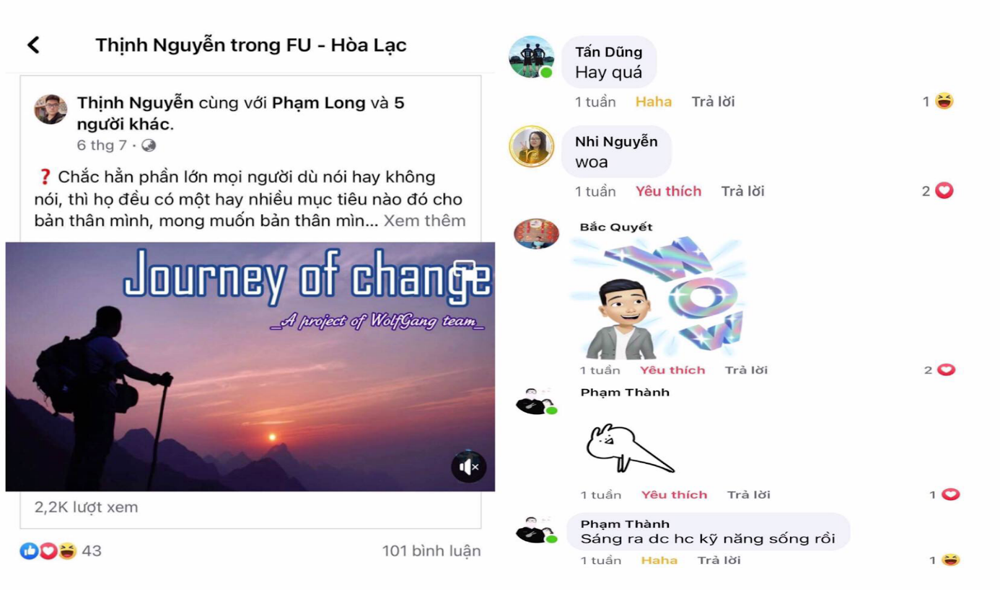 Thịnh Nguyễn trong FU - Hòa Lạc
Thịnh Nguyễn cùng với Phạm Long và 5
người khác.
6 thg 7 ·
❓ Chắc hẳn phần lớn mọi người dù nói hay không
nói, thì họ đều có một hay nhiều mục tiêu nào đó cho
bản thân mình, mong muốn bản thân mìn... Xem thêm
Journey of change
_A project of WolfGang team_
2,2K lượt xem
43
101 bình luận
Tấn Dũng
Hay quá
1 tuần Haha Trả lời 1
Nhi Nguyễn
woa
1 tuần Yêu thích Trả lời 2
Bắc Quyết
WOW
1 tuần Yêu thích Trả lời 2
Phạm Thành
1 tuần Yêu thích Trả lời 1
Phạm Thành
Sáng ra dc hc kỹ năng sống rồi
1 tuần Haha Trả lời 1